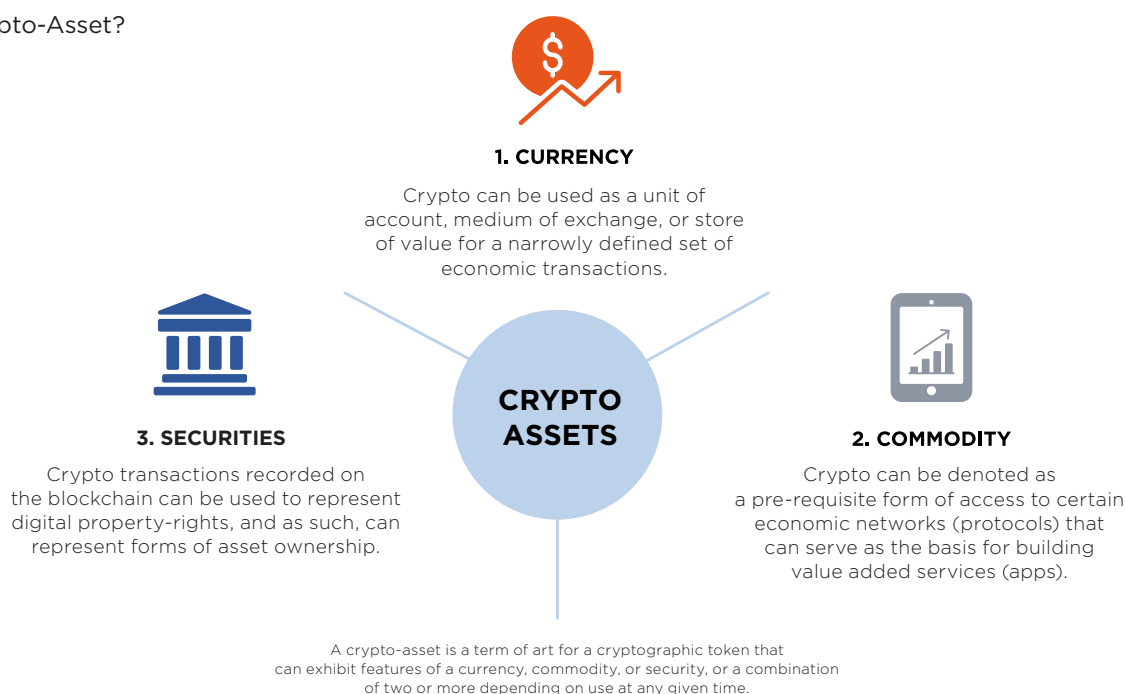 pto-Asset?
$
1. CURRENCY
Crypto can be used as a unit of
account, medium of exchange, or store
of value for a narrowly defined set of
economic transactions.
CRYPTO
ASSETS
3. SECURITIES
Crypto transactions recorded on
the blockchain can be used to represent
digital property-rights, and as such, can
represent forms of asset ownership.
2. COMMODITY
Crypto can be denoted as
a pre-requisite form of access to certain
economic networks (protocols) that
can serve as the basis for building
value added services (apps).
A crypto-asset is a term of art for a cryptographic token that
can exhibit features of a currency, commodity, or security, or a combination
of two or more depending on use at any given time.